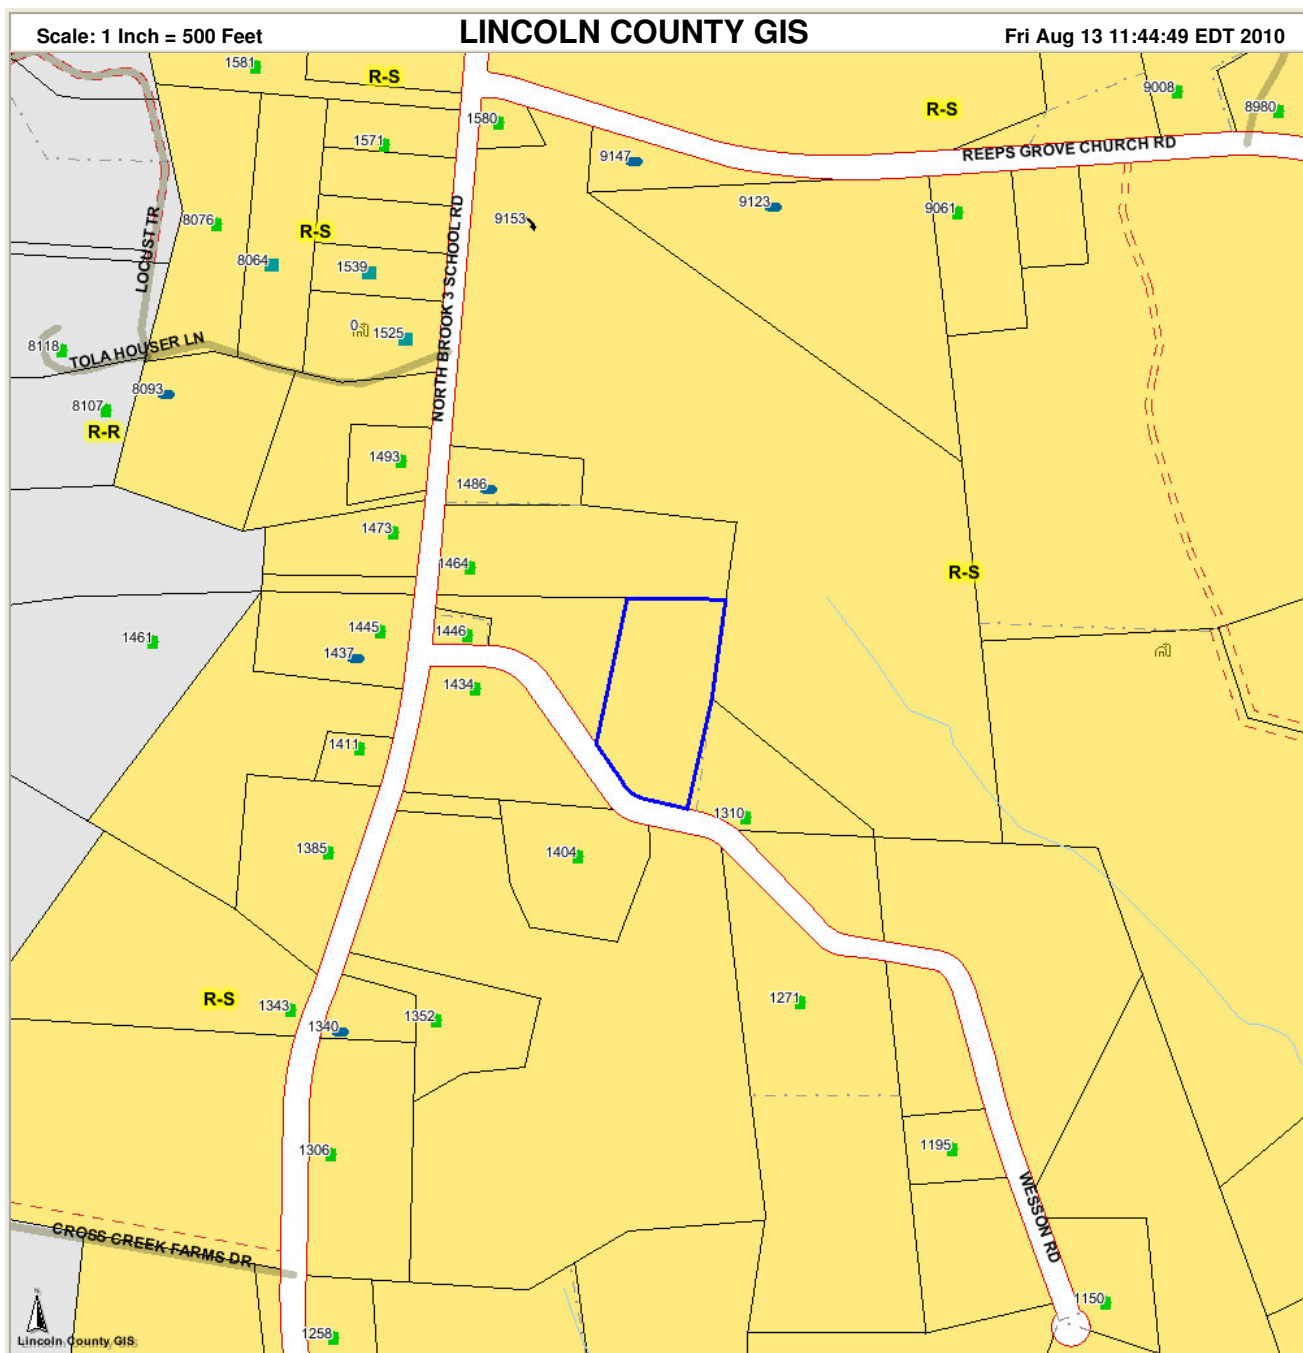 Scale: 1 Inch = 500 Feet
LINCOLN COUNTY GIS
Fri Aug 13 11:44:49 EDT 2010
1581
R-S
9008
8980
R-S
1580
1571
9147
REEPS GROVE CHURCH RD
9123
9061
8076
LOCUST TR
R-S
9153
NORTH BROOK 3 SCHOOL RD
8064
1539
0
1525
8118
TOLA HOUSER LN
8093
8107
R-R
1493
1486
1473
1464
R-S
1461
1445
1446
1437
1434
1411
1310
1385
1404
R-S
1343
1340
1352
1271
1306
1195
WESSON RD
CROSS CREEK FARMS DR
1150
N
Lincoln County GIS
1258